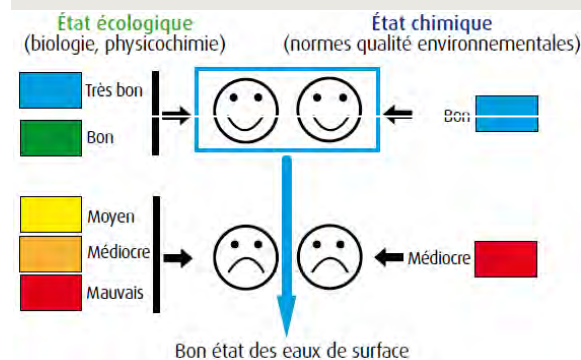 État écologique
(biologie, physicochimie)
État chimique
(normes qualité environnementales)
Très bon
Bon
Bon
Moyen
Médiocre
Mauvais
Médiocre
Bon état des eaux de surface